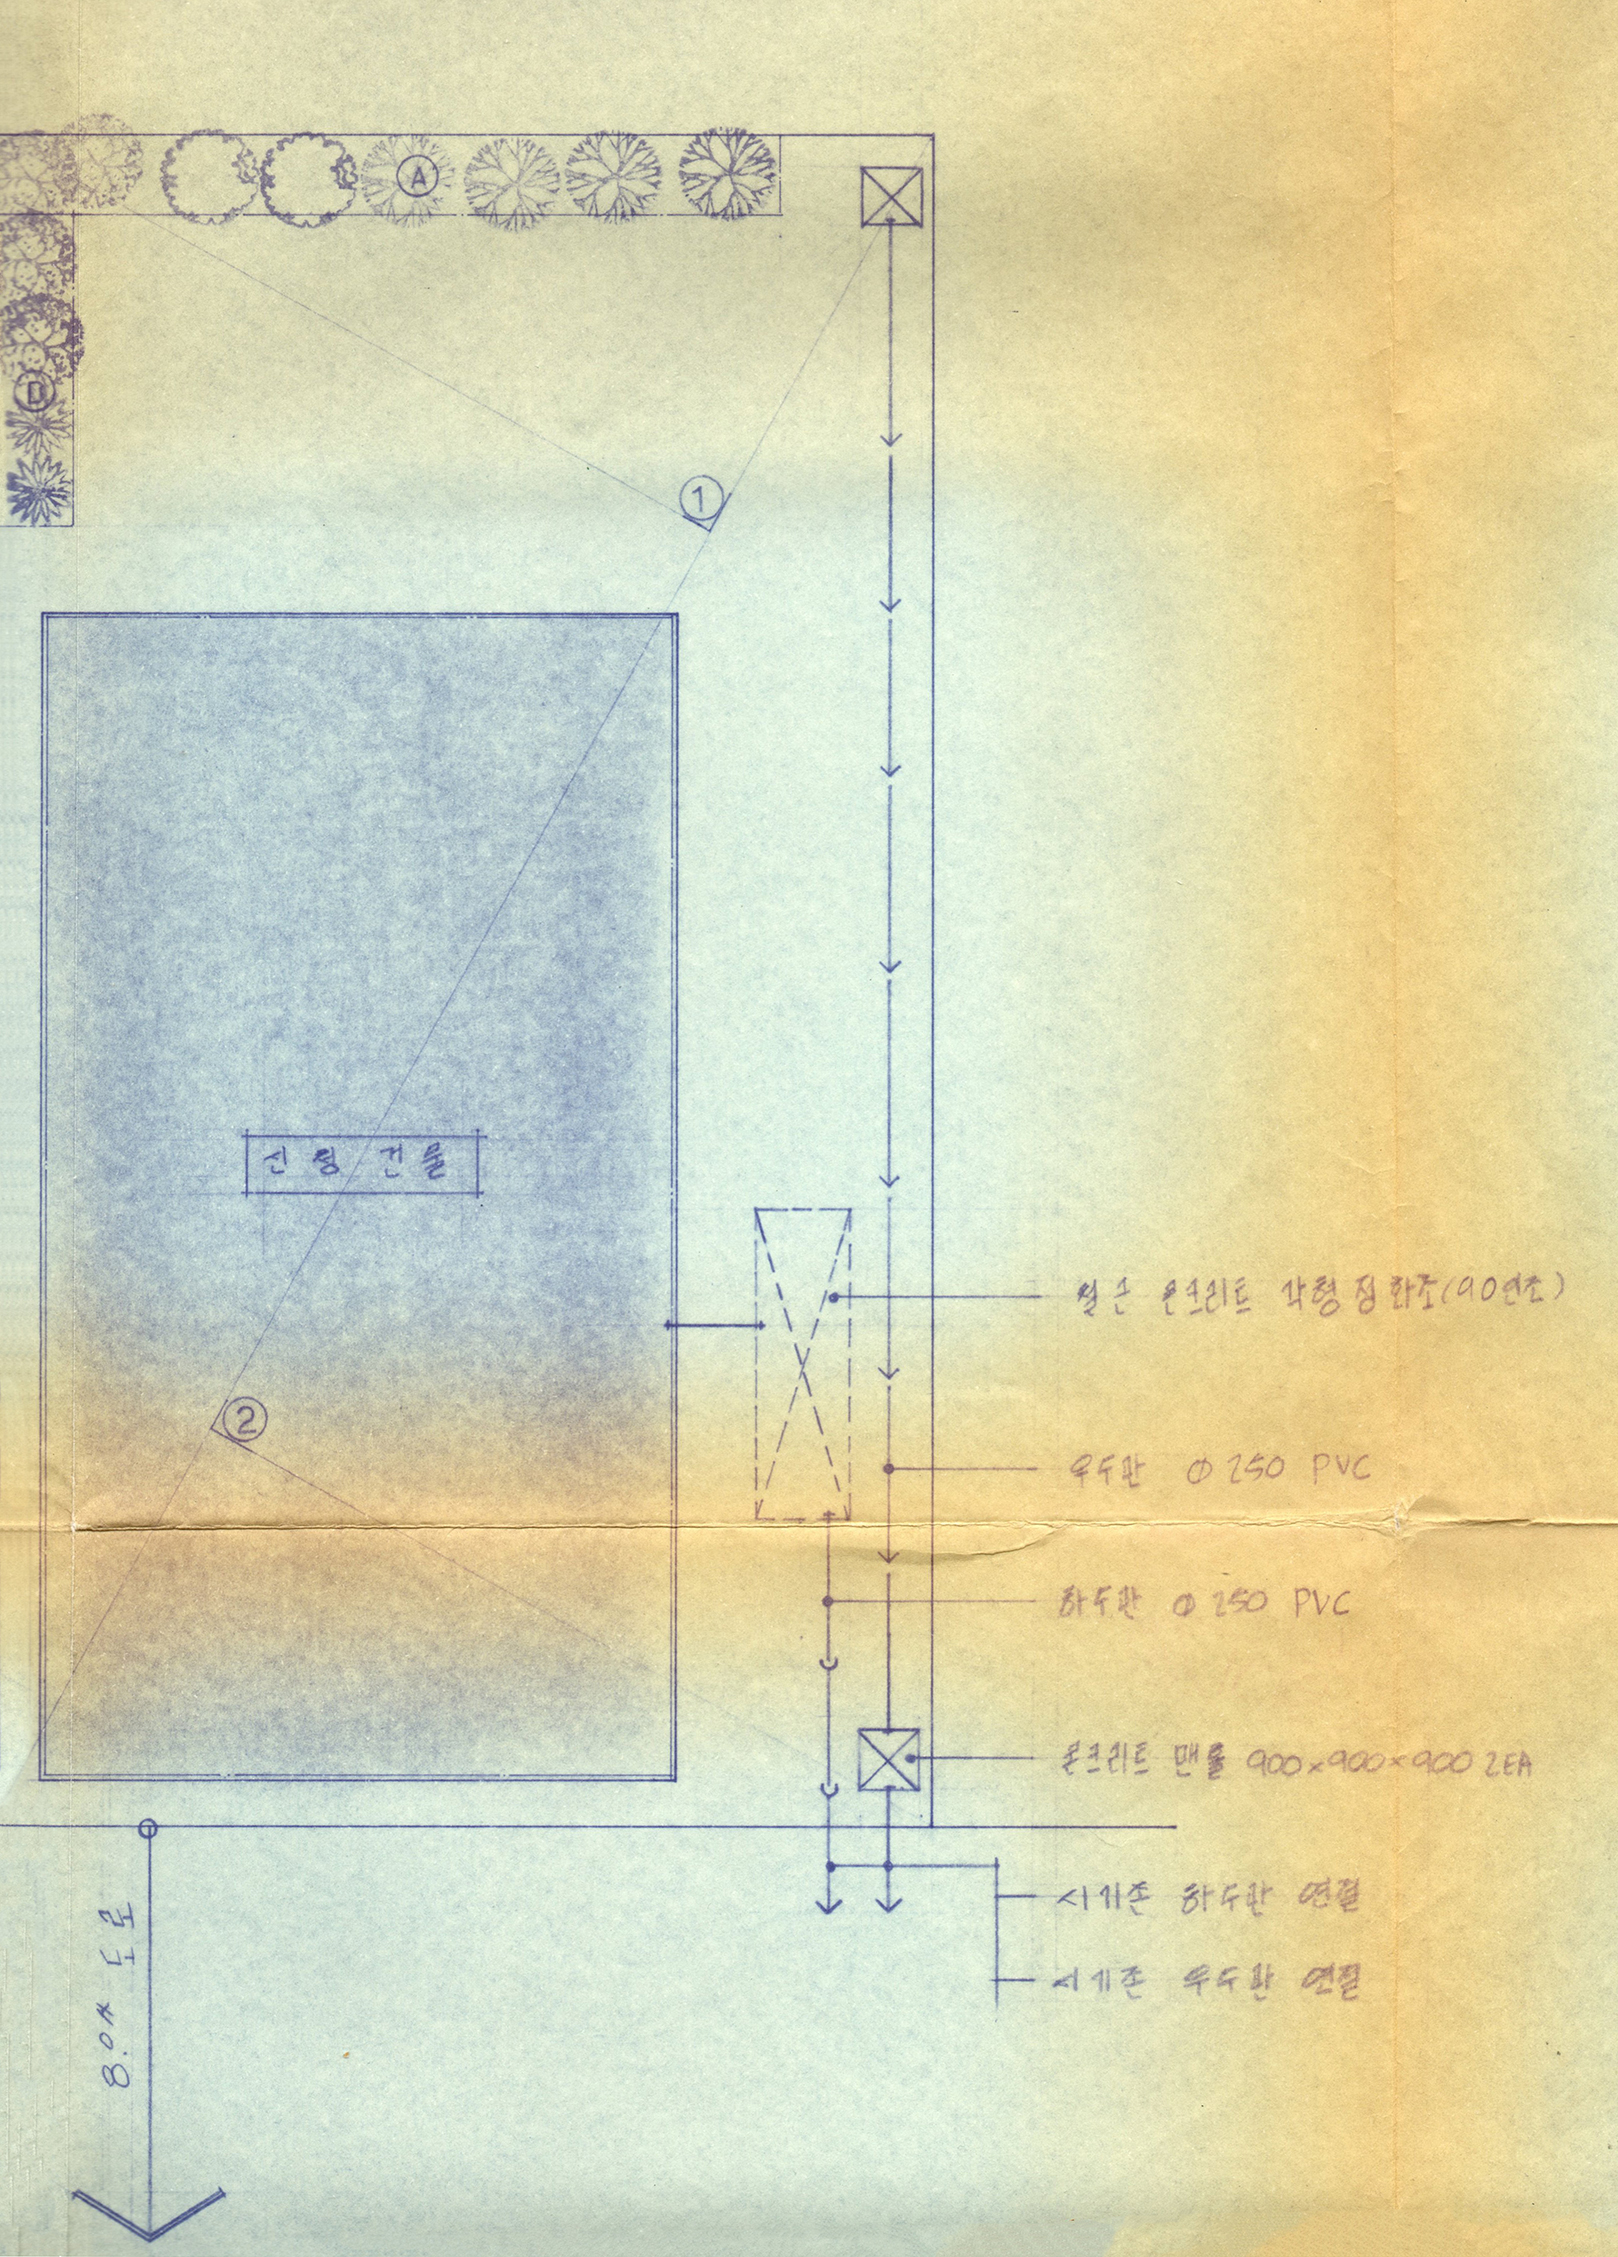 A
D
1
신청 건물
철근 콘크리트 각형 정화조(90인조)
2
우수관 Φ250 PVC
하수관 Φ250 PVC
콘크리트 맨홀 900×900×900 2EA
시기존 하수관 연결
시기존 우수관 연결
8.0M 도로